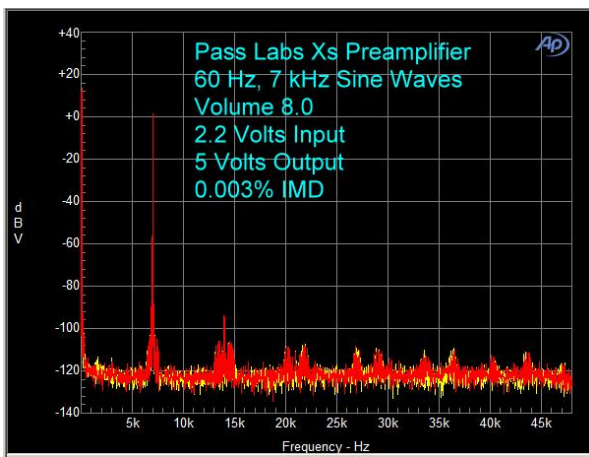 +40
Ap
Pass Labs Xs Preamplifier
+20
60 Hz, 7 kHz Sine Waves
Volume 8.0
+0
2.2 Volts Input
-20
5 Volts Output
0.003% IMD
-40
d
B
V
-60
-80
-100
-120
-140
5k 10k 15k 20k 25k 30k 35k 40k 45k
Frequency - Hz